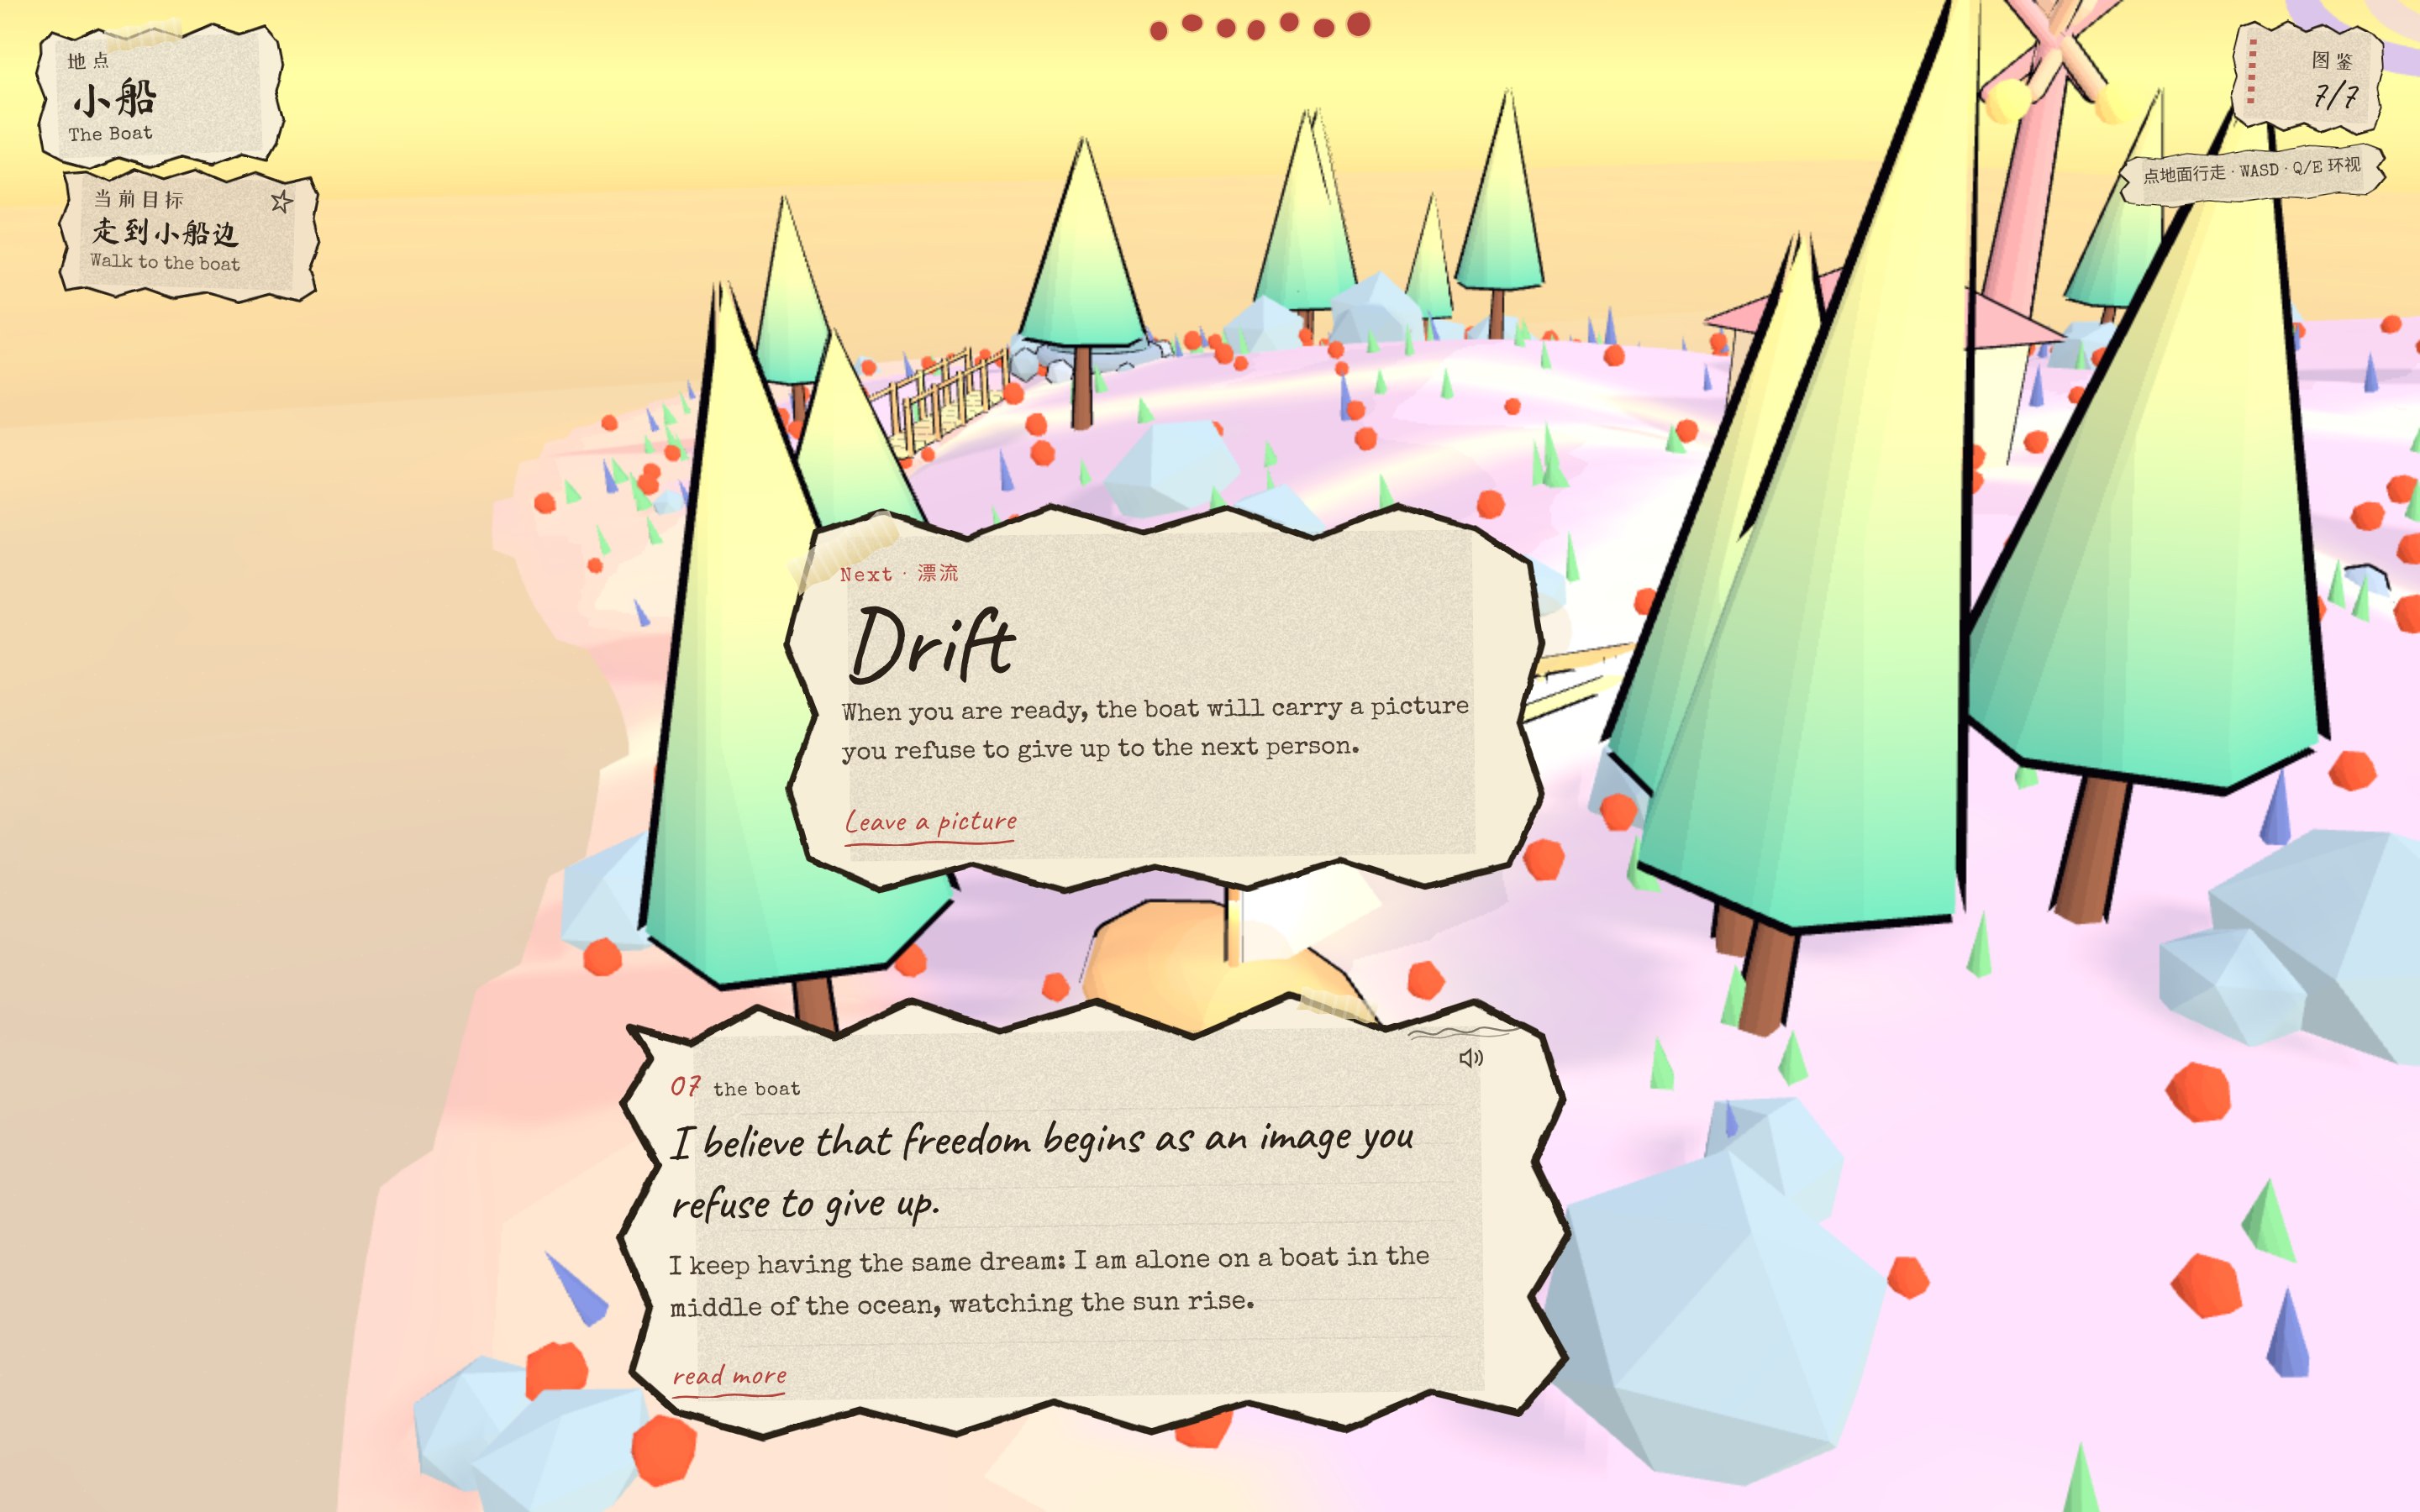 地点
小船
The Boat
当前目标
走到小船边
Walk to the boat
图鉴
7/7
点地面行走 · WASD · Q/E 环视
Next · 漂流
Drift
When you are ready, the boat will carry a picture
you refuse to give up to the next person.
Leave a picture
07 the boat
I believe that freedom begins as an image you
refuse to give up.
I keep having the same dream: I am alone on a boat in the
middle of the ocean, watching the sun rise.
read more